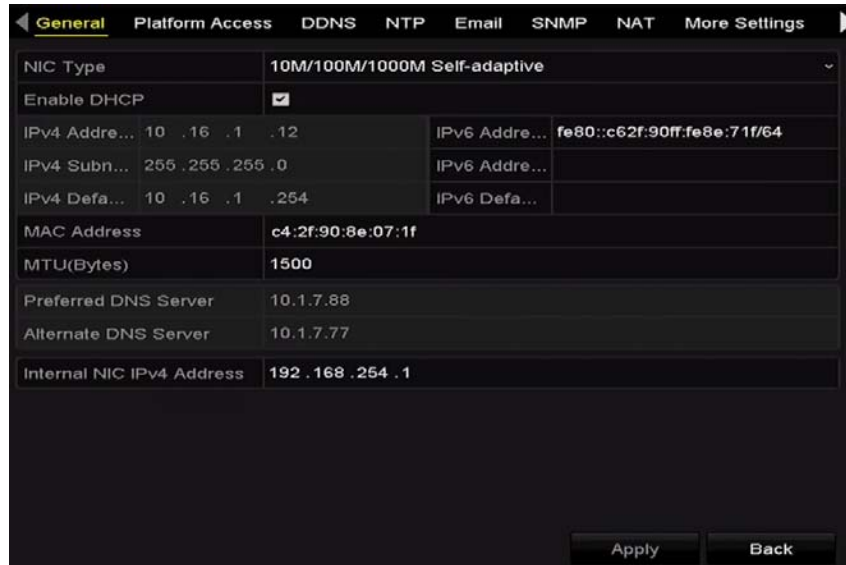 General Platform Access DDNS NTP Email SNMP NAT More Settings
NIC Type 10M/100M/1000M Self-adaptive
Enable DHCP
IPv4 Addre... 10 .16 .1 .12 IPv6 Addre... fe80::c62f:90ff:fe8e:71f/64
IPv4 Subn... 255.255.255.0 IPv6 Addre...
IPv4 Defa... 10 .16 .1 .254 IPv6 Defa...
MAC Address c4:2f:90:8e:07:1f
MTU(Bytes) 1500
Preferred DNS Server 10.1.7.88
Alternate DNS Server 10.1.7.77
Internal NIC IPv4 Address 192 .168 .254 .1
Apply Back